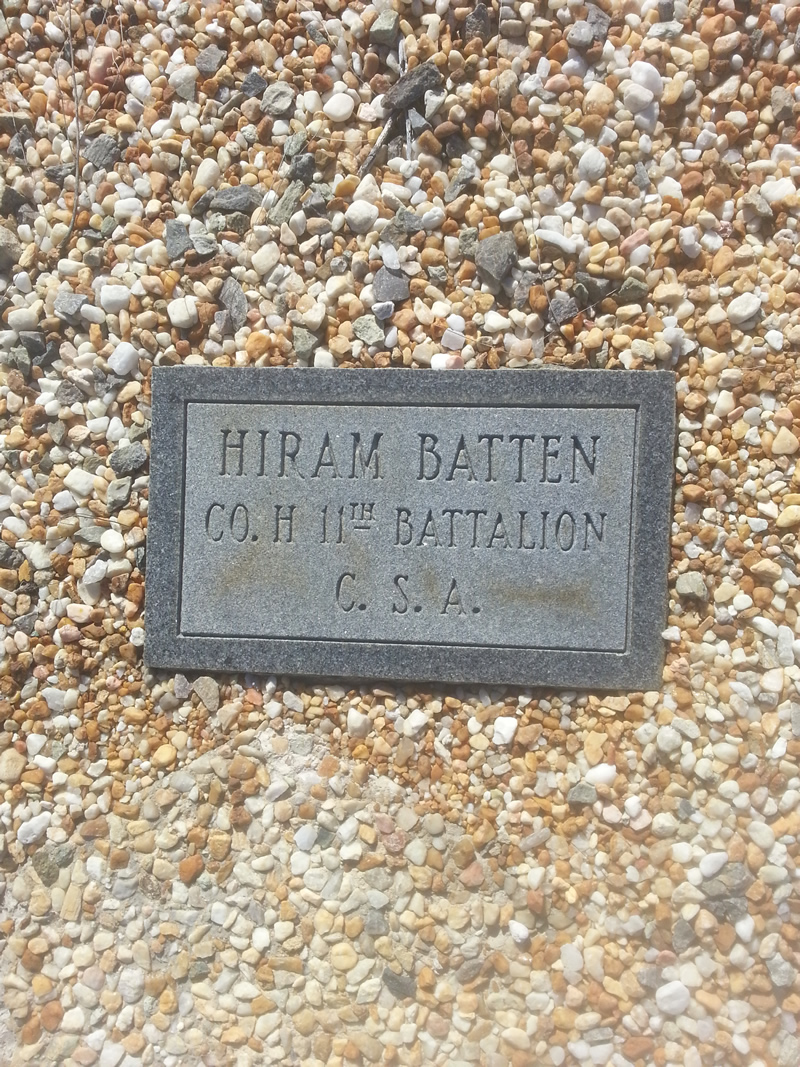 HIRAM BATTEN
CO. H 11TH BATTALION
C. S. A.